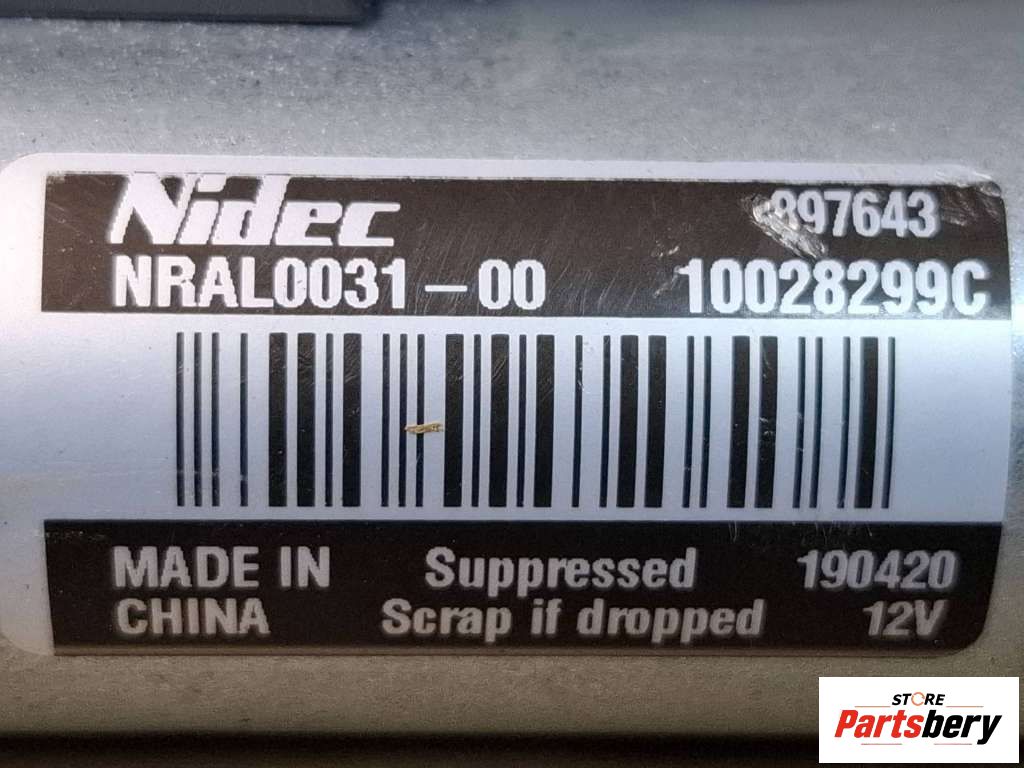 Nidec 897643
NRAL0031-00 10028299C
MADE IN Suppressed 190420
CHINA Scrap if dropped 12V
STORE
Partsbery